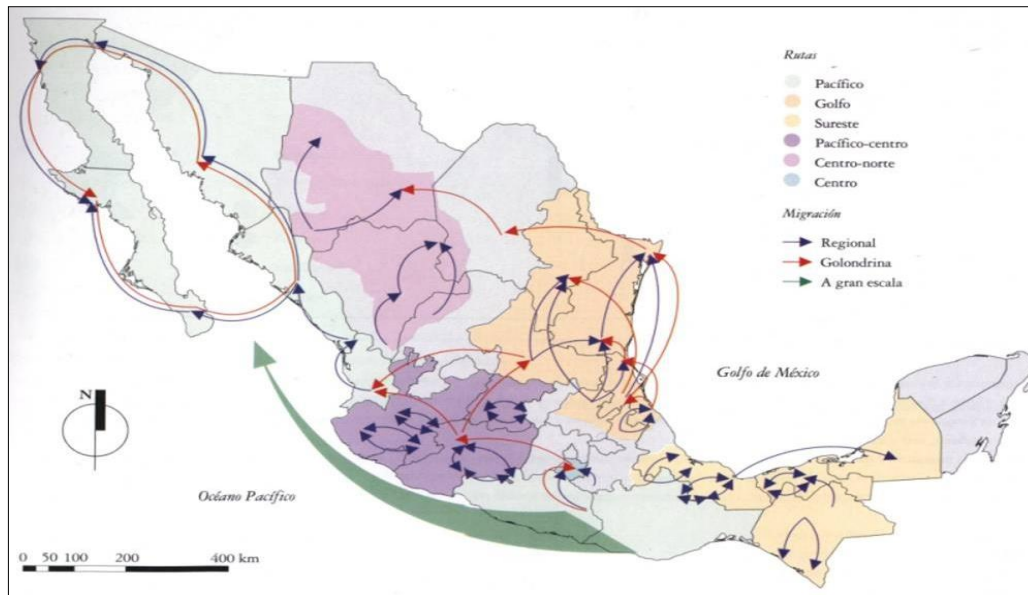 Rutas
Pacífico
Golfo
Sureste
Pacífico-centro
Centro-norte
Centro
Migración
Regional
Golondrina
A gran escala
Golfo de México
N
Océano Pacífico
0 50 100 200 400 km